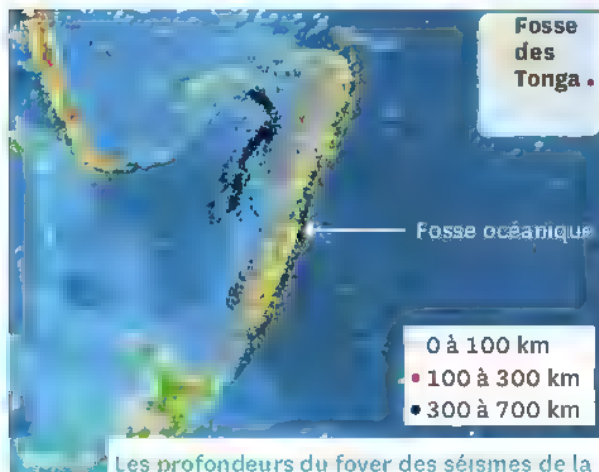 Fosse
des
Tonga
Fosse océanique
0 à 100 km
100 à 300 km
300 à 700 km
Les profondeurs du foyer des séismes de la